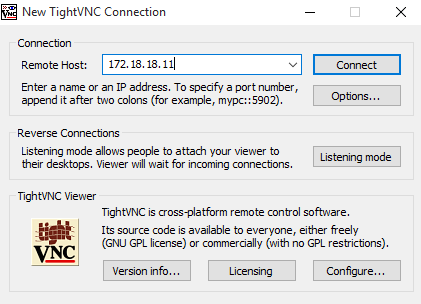 New TightVNC Connection
Connection
Remote Host:
172.18.18.11
Connect
Enter a name or an IP address. To specify a port number,
append it after two colons (for example, mypc::5902).
Options...
Reverse Connections
Listening mode allows people to attach your viewer to
their desktops. Viewer will wait for incoming connections.
Listening mode
TightVNC Viewer
tight
VNC
TightVNC is cross-platform remote control software.
Its source code is available to everyone, either freely
(GNU GPL license) or commercially (with no GPL restrictions).
Version info...
Licensing
Configure...